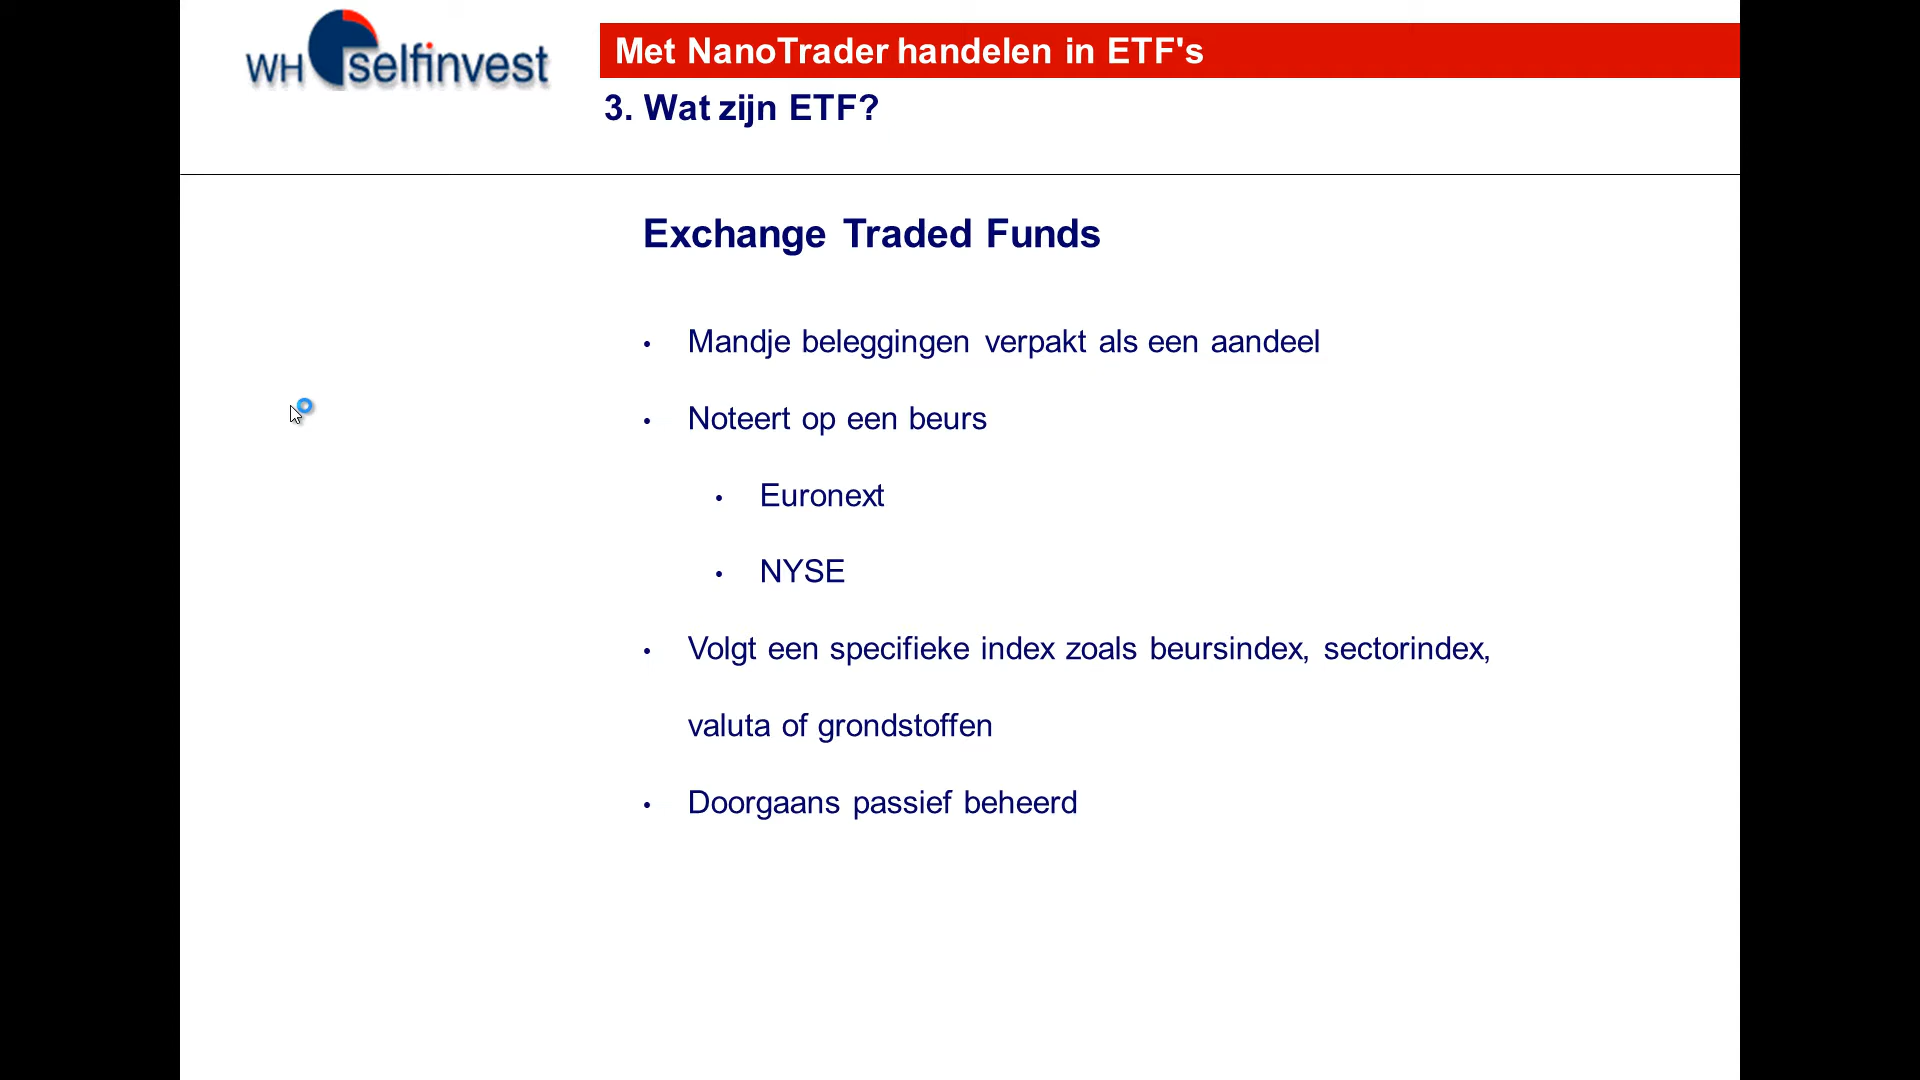 WH selfinvest
Met NanoTrader handelen in ETF's
3. Wat zijn ETF?
Exchange Traded Funds
• Mandje beleggingen verpakt als een aandeel
• Noteert op een beurs
• Euronext
• NYSE
• Volgt een specifieke index zoals beursindex, sectorindex,
valuta of grondstoffen
• Doorgaans passief beheerd